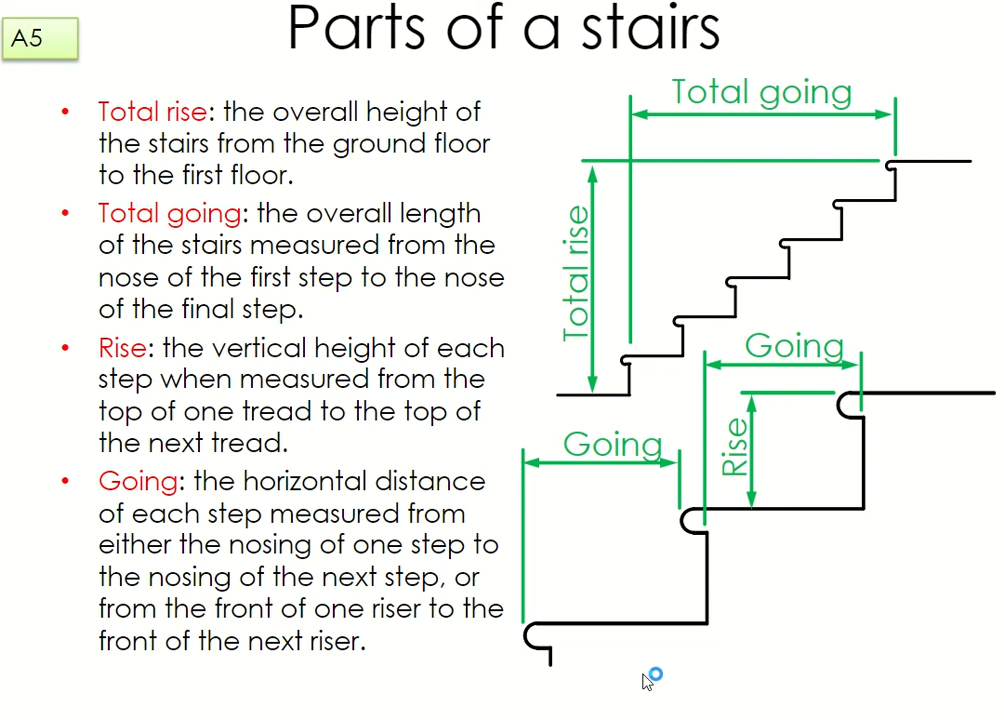 Parts of a stairs
A5
• Total rise: the overall height of
the stairs from the ground floor
to the first floor.
• Total going: the overall length
of the stairs measured from the
nose of the first step to the nose
of the final step.
• Rise: the vertical height of each
step when measured from the
top of one tread to the top of
the next tread.
• Going: the horizontal distance
of each step measured from
either the nosing of one step to
the nosing of the next step, or
from the front of one riser to the
front of the next riser.
Total going
Total rise
Going
Rise
Going